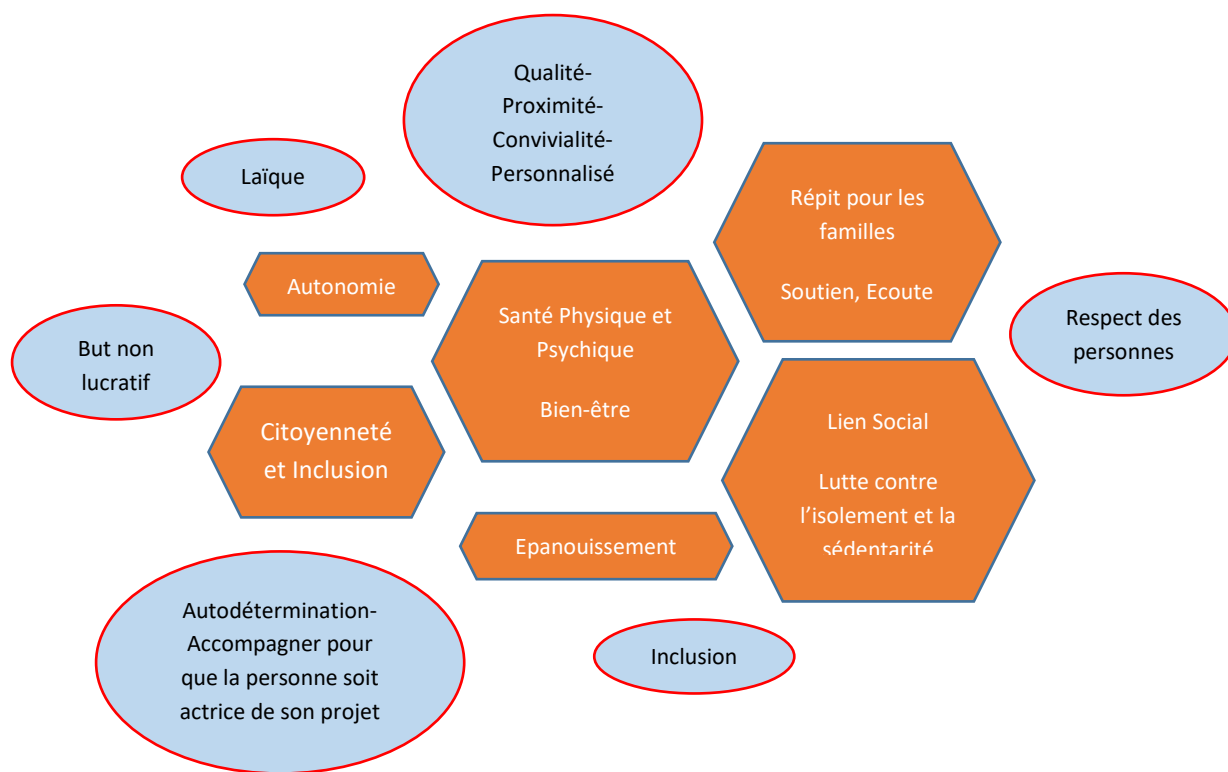 Qualité-
Proximité-
Convivialité-
Personnalisé
Laïque
Répit pour les
familles
Soutien, Ecoute
Autonomie
Santé Physique et
Psychique
Bien-être
Respect des
personnes
But non
lucratif
Citoyenneté
et Inclusion
Lien Social
Lutte contre
l’isolement et la
sédentarité
Epanouissement
Autodétermination-
Accompagner pour
que la personne soit
actrice de son projet
Inclusion